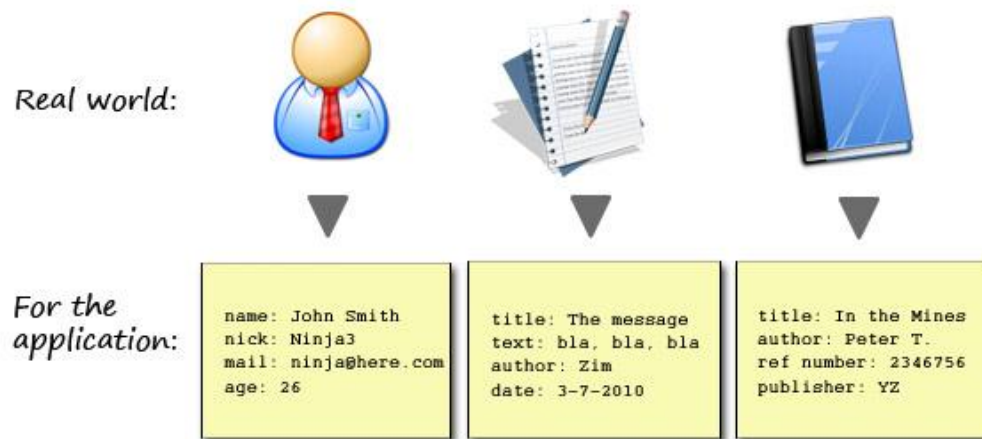 Real world:
For the
application:
name: John Smith
nick: Ninja3
mail: ninja@here.com
age: 26
title: The message
text: bla, bla, bla
author: Zim
date: 3-7-2010
title: In the Mines
author: Peter T.
ref number: 2346756
publisher: YZ